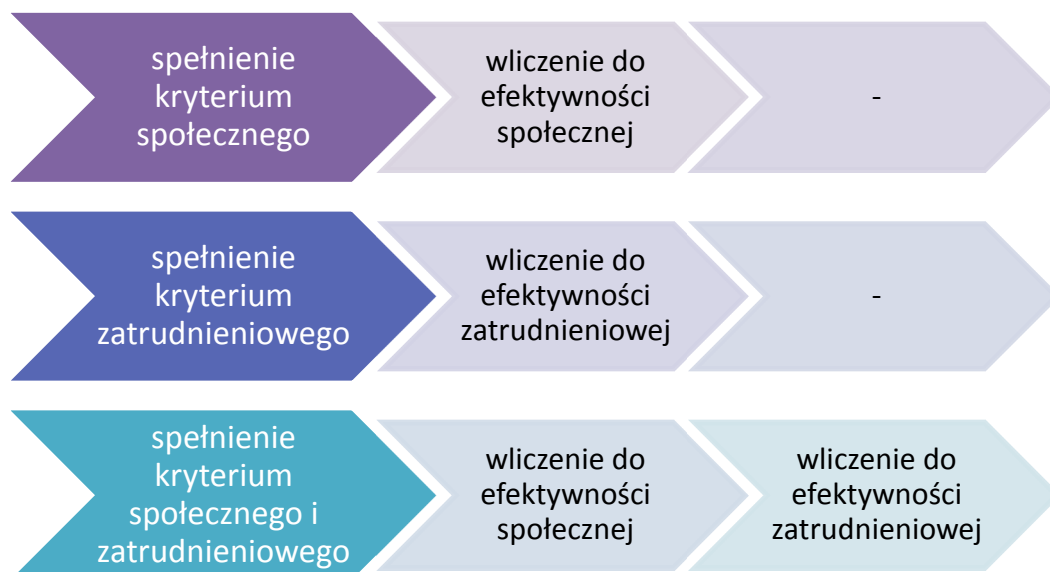 spełnienie
kryterium
społecznego
wliczenie do
efektywności
społecznej
-
spełnienie
kryterium
zatrudnieniowego
wliczenie do
efektywności
zatrudnieniowej
-
spełnienie
kryterium
społecznego i
zatrudnieniowego
wliczenie do
efektywności
społecznej
wliczenie do
efektywności
zatrudnieniowej